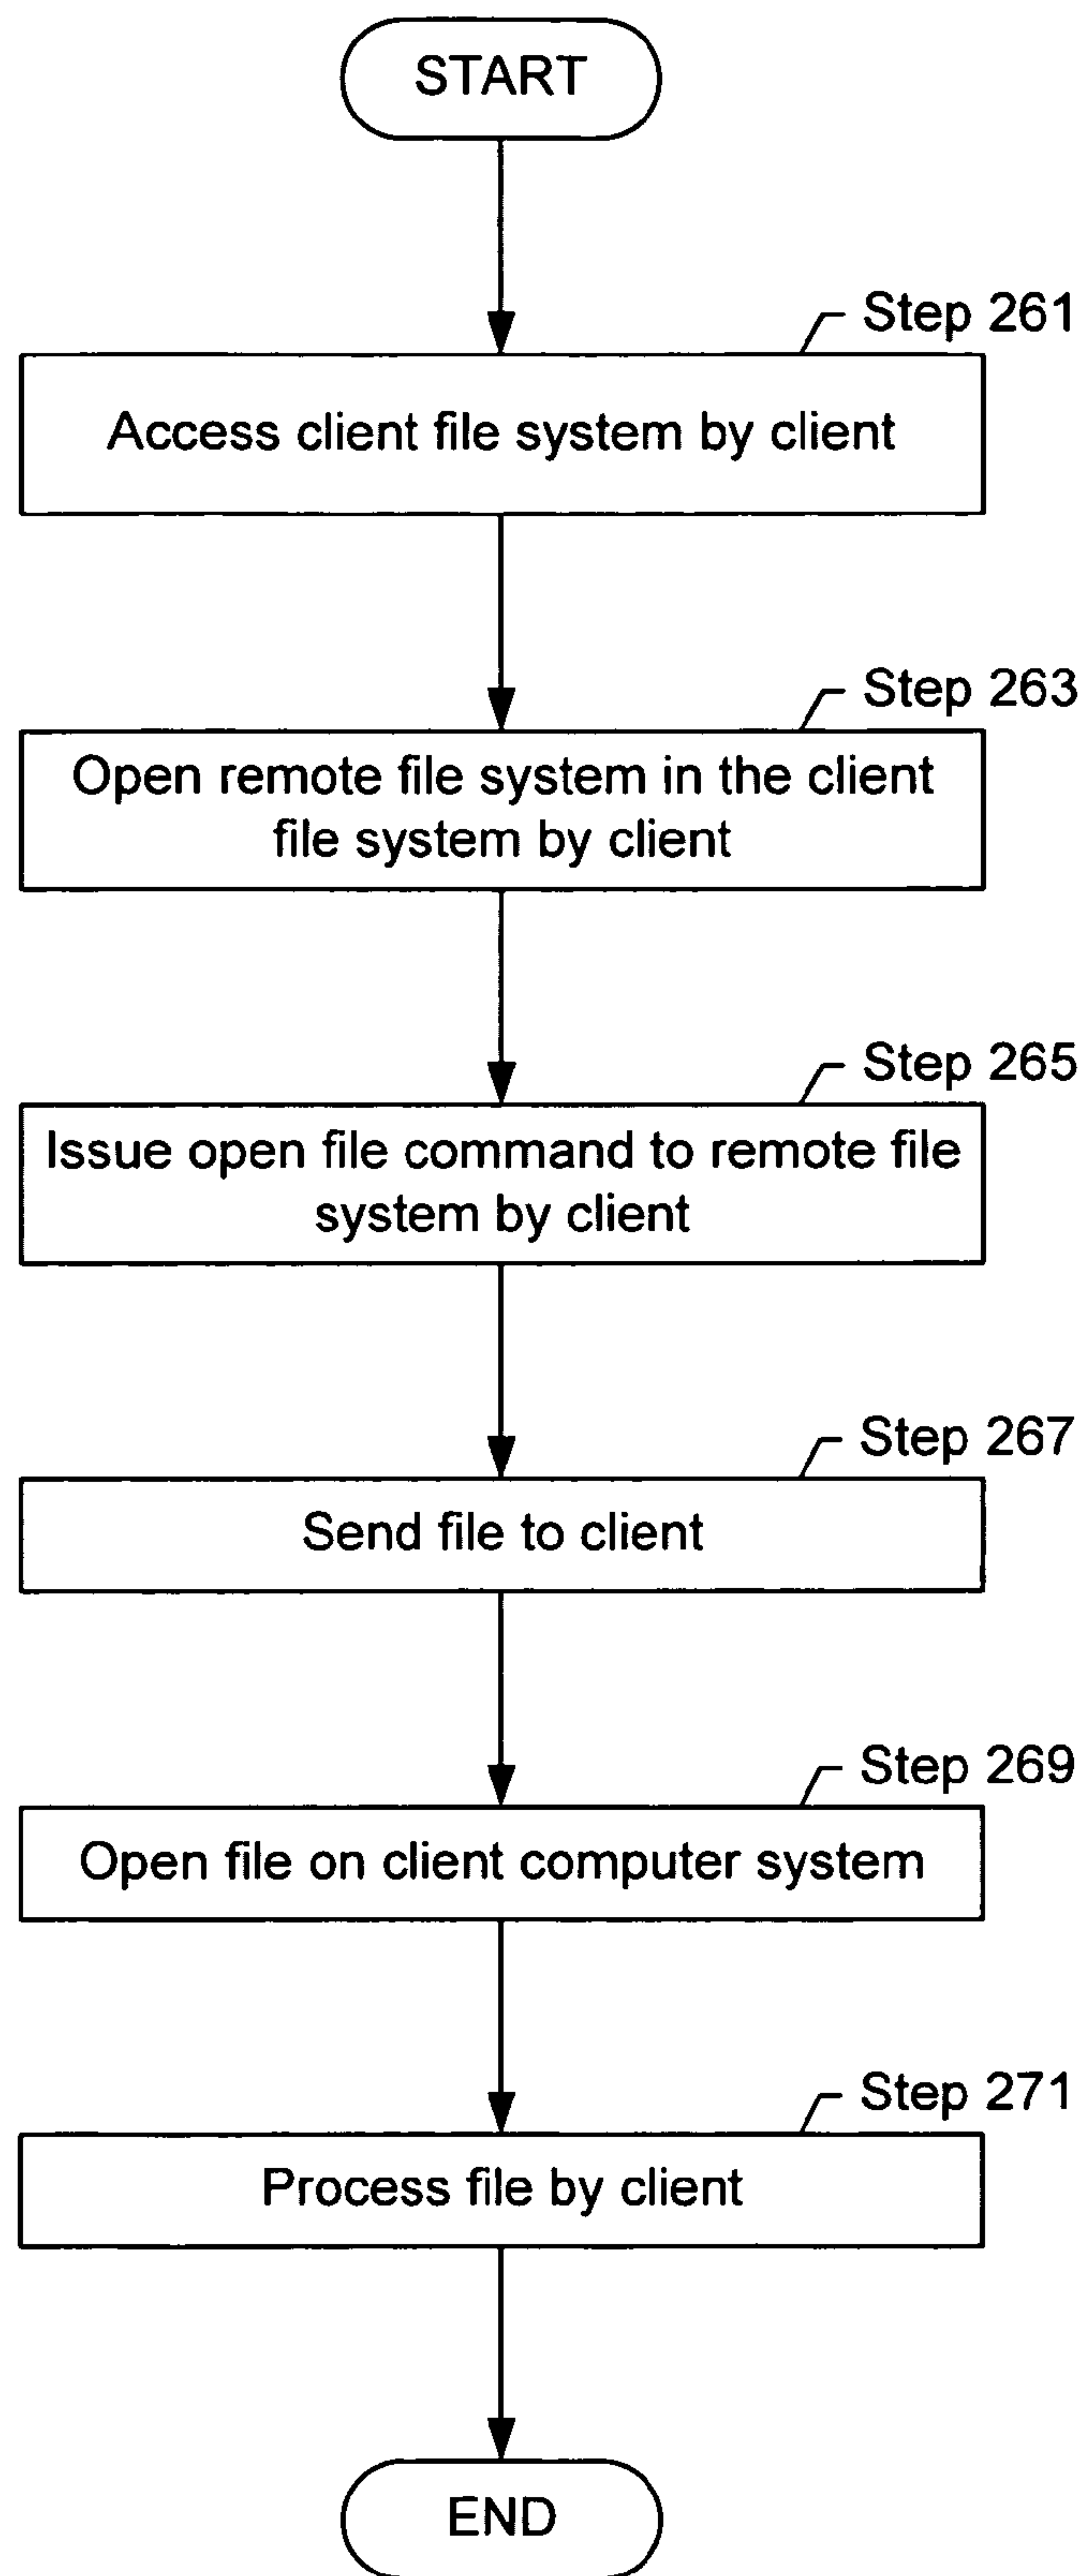 START
Step 261
Access client file system by client
Step 263
Open remote file system in the client
file system by client
Step 265
Issue open file command to remote file
system by client
Step 267
Send file to client
Step 269
Open file on client computer system
Step 271
Process file by client
END